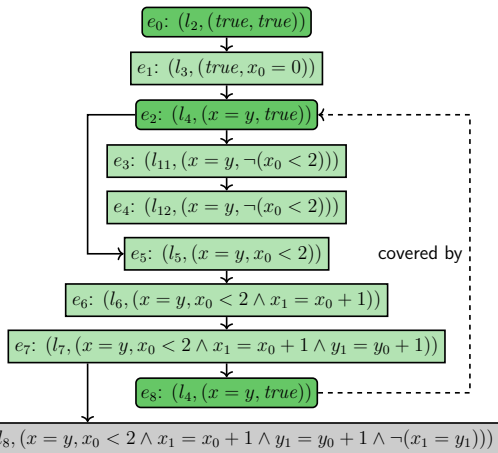 e₀: (l₂, (true, true))
e₁: (l₃, (true, x₀ = 0))
e₂: (l₄, (x = y, true))
e₃: (l₁₁, (x = y, ¬(x₀ < 2)))
e₄: (l₁₂, (x = y, ¬(x₀ < 2)))
e₅: (l₅, (x = y, x₀ < 2))
covered by
e₆: (l₆, (x = y, x₀ < 2 ∧ x₁ = x₀ + 1))
e₇: (l₇, (x = y, x₀ < 2 ∧ x₁ = x₀ + 1 ∧ y₁ = y₀ + 1))
e₈: (l₄, (x = y, true))
l₈, (x = y, x₀ < 2 ∧ x₁ = x₀ + 1 ∧ y₁ = y₀ + 1 ∧ ¬(x₁ = y₁)))